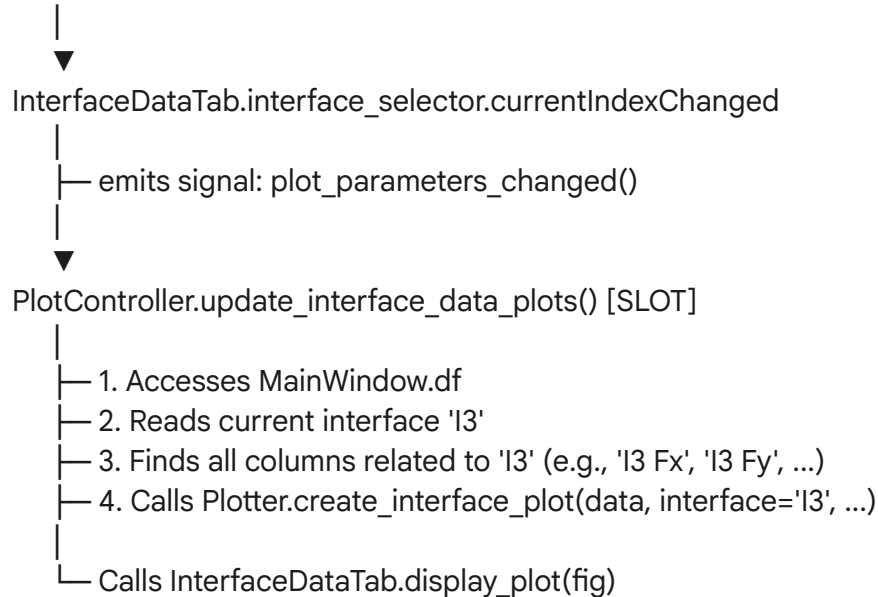 │
▼
InterfaceDataTab.interface_selector.currentIndexChanged
│
├─ emits signal: plot_parameters_changed()
│
▼
PlotController.update_interface_data_plots() [SLOT]
│
├─ 1. Accesses MainWindow.df
├─ 2. Reads current interface 'I3'
├─ 3. Finds all columns related to 'I3' (e.g., 'I3 Fx', 'I3 Fy', ...)
├─ 4. Calls Plotter.create_interface_plot(data, interface='I3', ...)
│
└─ Calls InterfaceDataTab.display_plot(fig)